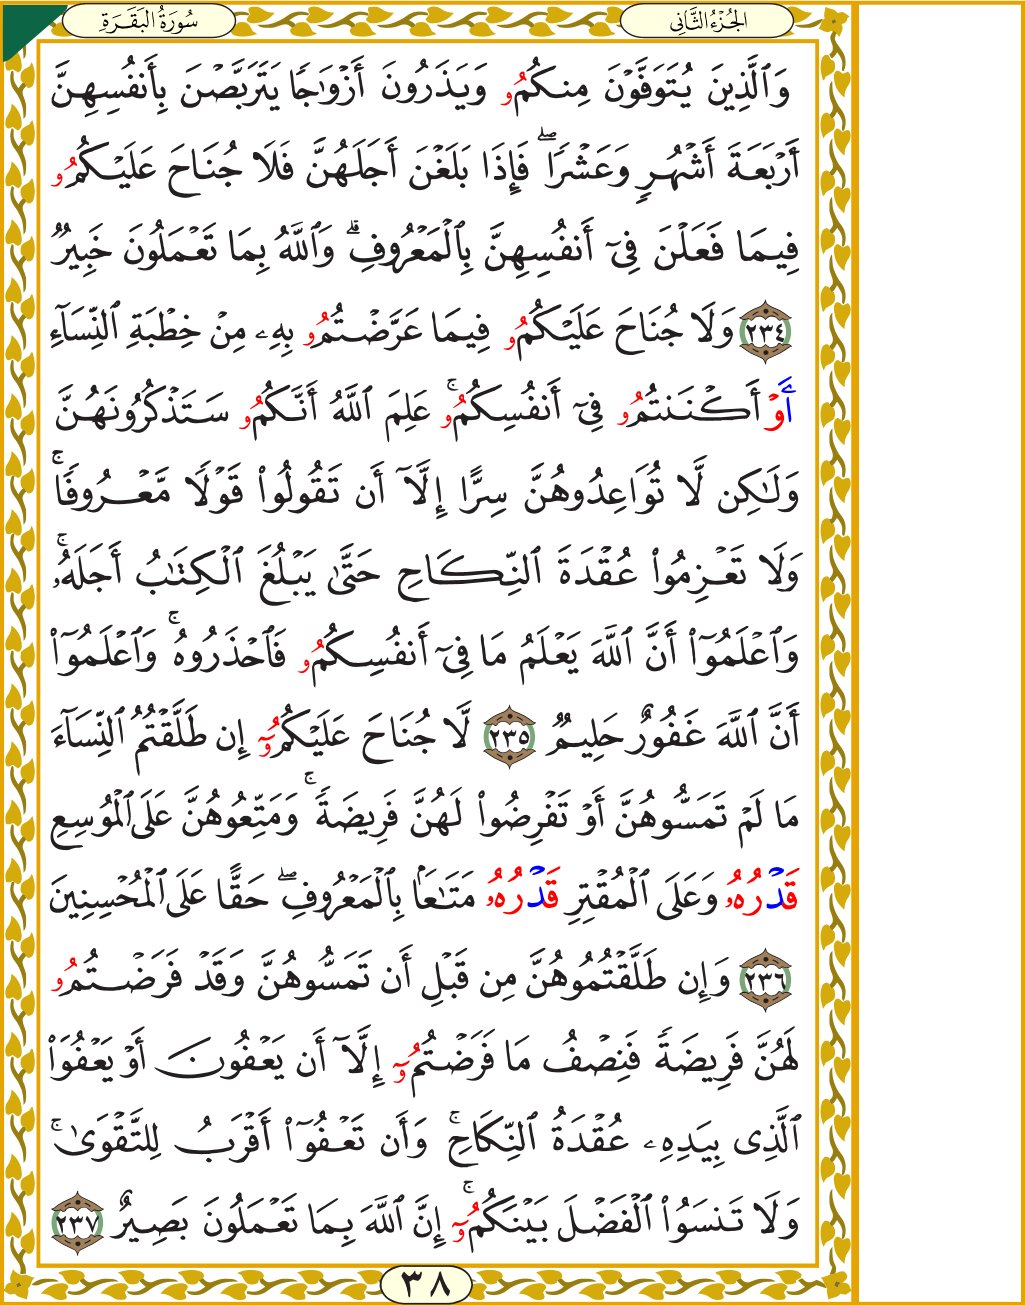 الجُزْءُ الثَّانِي
سُورَةُ البَقَرَةِ
وَٱلَّذِينَ يُتَوَفَّوْنَ مِنكُمُۥ وَيَذَرُونَ أَزْوَٰجًا يَتَرَبَّصْنَ بِأَنفُسِهِنَّ
أَرْبَعَةَ أَشْهُرٍ وَعَشْرًاۖ فَإِذَا بَلَغْنَ أَجَلَهُنَّ فَلَا جُنَاحَ عَلَيْكُمُۥ
فِيمَا فَعَلْنَ فِىٓ أَنفُسِهِنَّ بِٱلْمَعْرُوفِۗ وَٱللَّهُ بِمَا تَعْمَلُونَ خَبِيرٌ
٢٣٤ وَلَا جُنَاحَ عَلَيْكُمُۥ فِيمَا عَرَّضْتُمُۥ بِهِۦ مِنْ خِطْبَةِ ٱلنِّسَآءِ
أَوْ أَكْنَنتُمُۥ فِىٓ أَنفُسِكُمُۥۚ عَلِمَ ٱللَّهُ أَنَّكُمُۥ سَتَذْكُرُونَهُنَّ
وَلَٰكِن لَّا تُوَاعِدُوهُنَّ سِرًّا إِلَّآ أَن تَقُولُوا۟ قَوْلًا مَّعْرُوفًاۚ
وَلَا تَعْزِمُوا۟ عُقْدَةَ ٱلنِّكَاحِ حَتَّىٰ يَبْلُغَ ٱلْكِتَٰبُ أَجَلَهُۥۚ
وَٱعْلَمُوٓا۟ أَنَّ ٱللَّهَ يَعْلَمُ مَا فِىٓ أَنفُسِكُمُۥ فَٱحْذَرُوهُۚ وَٱعْلَمُوٓا۟
أَنَّ ٱللَّهَ غَفُورٌ حَلِيمٌ ٢٣٥ لَّا جُنَاحَ عَلَيْكُمُۥٓ إِن طَلَّقْتُمُ ٱلنِّسَآءَ
مَا لَمْ تَمَسُّوهُنَّ أَوْ تَفْرِضُوا۟ لَهُنَّ فَرِيضَةًۚ وَمَتِّعُوهُنَّ عَلَى ٱلْمُوسِعِ
قَدْرُهُۥ وَعَلَى ٱلْمُقْتِرِ قَدْرُهُۥ مَتَٰعًۢا بِٱلْمَعْرُوفِۖ حَقًّا عَلَى ٱلْمُحْسِنِينَ
٢٣٦ وَإِن طَلَّقْتُمُوهُنَّ مِن قَبْلِ أَن تَمَسُّوهُنَّ وَقَدْ فَرَضْتُمُۥ
لَهُنَّ فَرِيضَةً فَنِصْفُ مَا فَرَضْتُمُۥٓ إِلَّآ أَن يَعْفُونَ أَوْ يَعْفُوَا۟
ٱلَّذِى بِيَدِهِۦ عُقْدَةُ ٱلنِّكَاحِۚ وَأَن تَعْفُوٓا۟ أَقْرَبُ لِلتَّقْوَىٰۚ
وَلَا تَنسَوُا۟ ٱلْفَضْلَ بَيْنَكُمُۥٓۚ إِنَّ ٱللَّهَ بِمَا تَعْمَلُونَ بَصِيرٌ ٢٣٧
٣٨